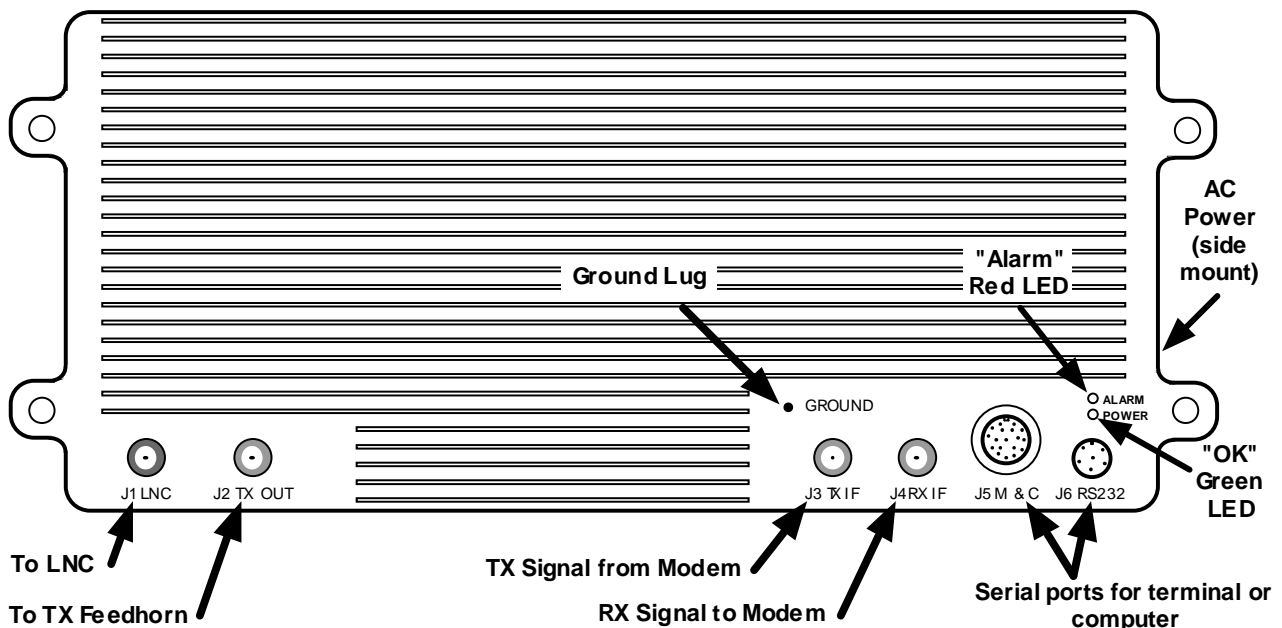 AC
Power
(side
mount)
"Alarm"
Red LED
Ground Lug
ALARM
GROUND
POWER
"OK"
Green
LED
J1 LNC
J2 TX OUT
J3 TX IF
J4 RX IF
J5 M & C
J6 RS232
To LNC
TX Signal from Modem
Serial ports for terminal or
computer
To TX Feedhorn
RX Signal to Modem